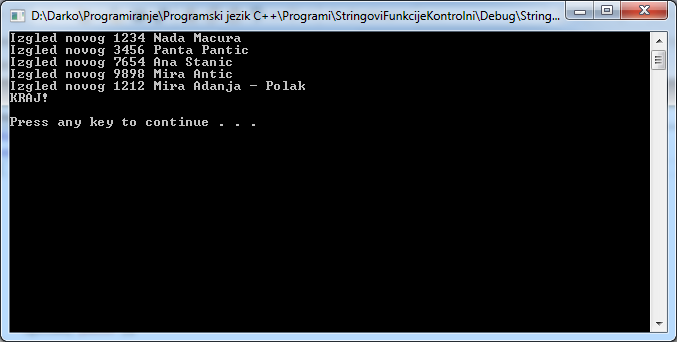 D:\Darko\Programiranje\Programski jezik C++\Programi\StringoviFunkcijeKontrolni\Debug\String...
Izgled novog 1234 Nada Macura
Izgled novog 3456 Panta Pantic
Izgled novog 7654 Ana Stanic
Izgled novog 9898 Mira Antic
Izgled novog 1212 Mira Adanja - Polak
KRAJ!
Press any key to continue . . .